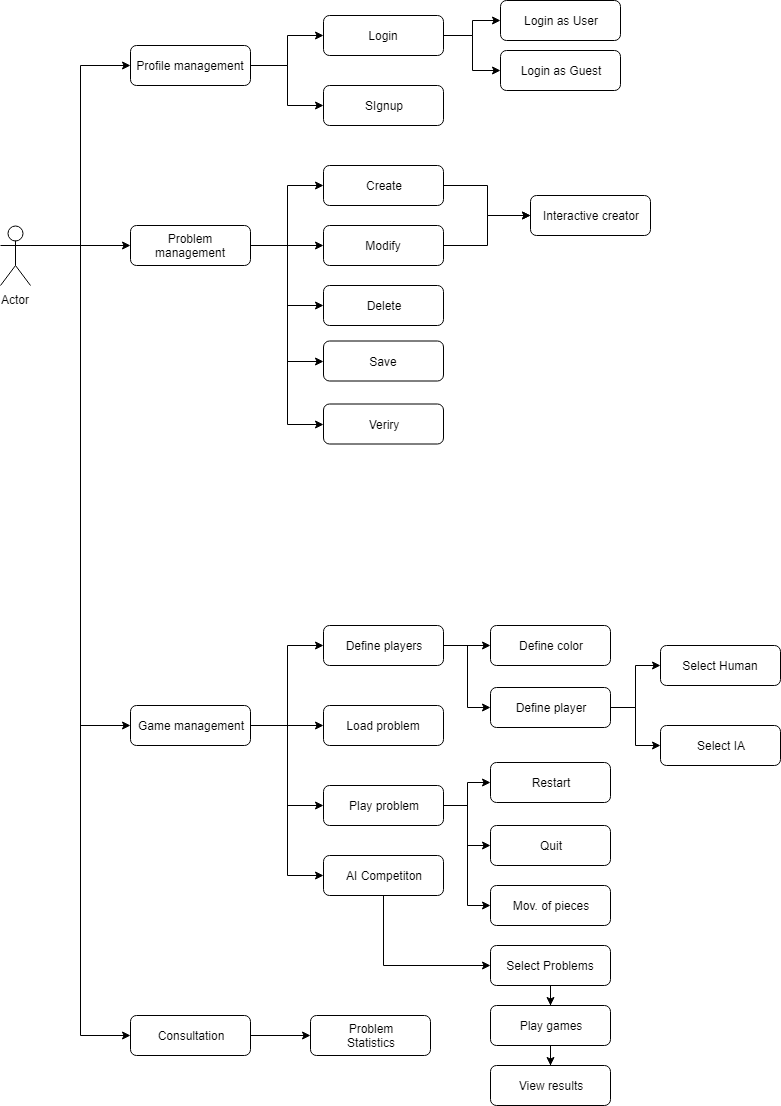 Login as User
Login
Profile management
Login as Guest
SIgnup
Create
Interactive creator
Problem
management
Modify
Actor
Delete
Save
Veriry
Define players
Define color
Select Human
Define player
Game management
Load problem
Select IA
Restart
Play problem
Quit
AI Competiton
Mov. of pieces
Select Problems
Consultation
Problem
Statistics
Play games
View results